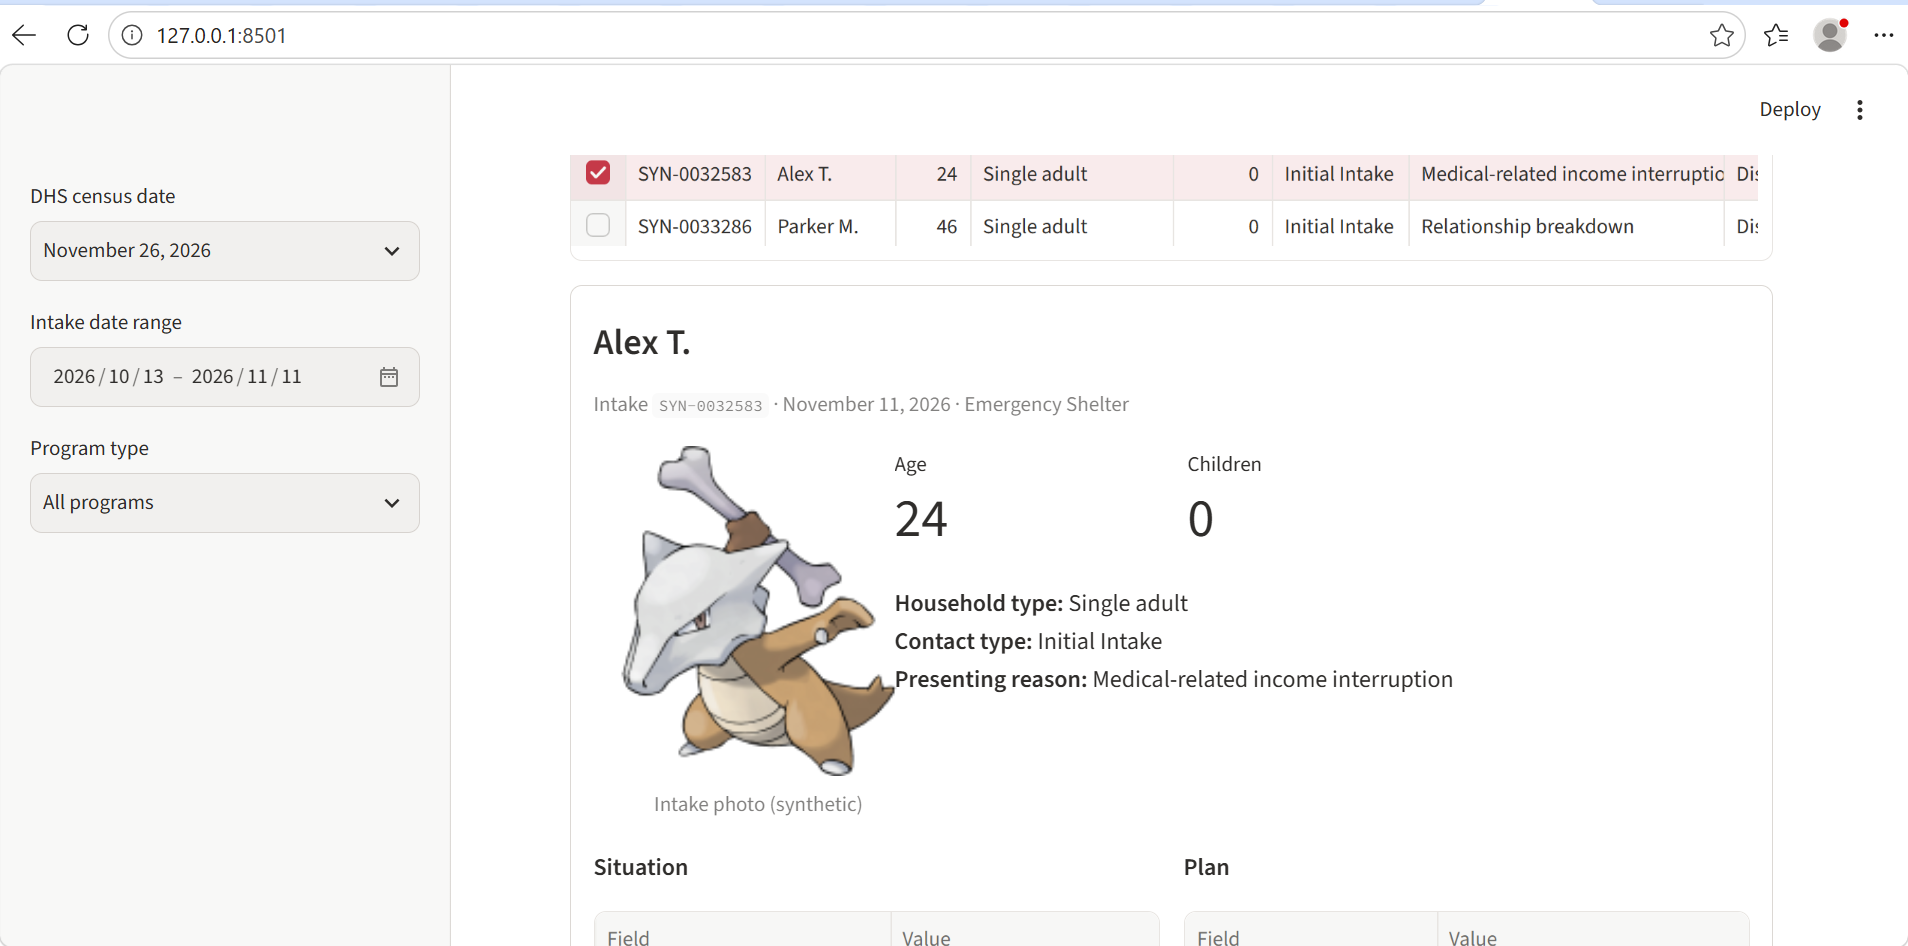 127.0.0.1:8501
Deploy
DHS census date
November 26, 2026
Intake date range
2026/10/13 – 2026/11/11
Program type
All programs
SYN-0032583 Alex T. 24 Single adult 0 Initial Intake Medical-related income interruptio Dis
SYN-0033286 Parker M. 46 Single adult 0 Initial Intake Relationship breakdown Dis
Alex T.
Intake SYN-0032583 · November 11, 2026 · Emergency Shelter
Age Children
24 0
Household type: Single adult
Contact type: Initial Intake
Presenting reason: Medical-related income interruption
Intake photo (synthetic)
Situation Plan
Field Value Field Value